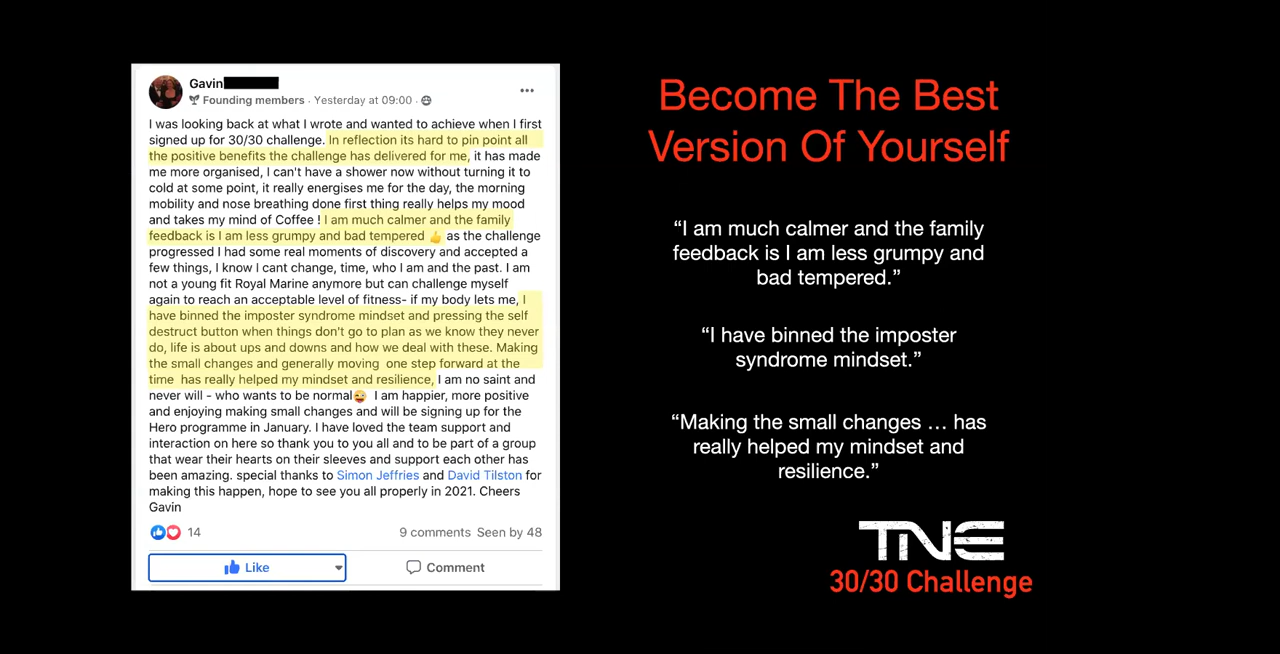 Gavin
Founding members · Yesterday at 09:00 ·
I was looking back at what I wrote and wanted to achieve when I first
signed up for 30/30 challenge. In reflection its hard to pin point all
the positive benefits the challenge has delivered for me, it has made
me more organised, I can't have a shower now without turning it to
cold at some point, it really energises me for the day, the morning
mobility and nose breathing done first thing really helps my mood
and takes my mind of Coffee ! I am much calmer and the family
feedback is I am less grumpy and bad tempered 👍 as the challenge
progressed I had some real moments of discovery and accepted a
few things, I know I cant change, time, who I am and the past. I am
not a young fit Royal Marine anymore but can challenge myself
again to reach an acceptable level of fitness- if my body lets me, I
have binned the imposter syndrome mindset and pressing the self
destruct button when things don't go to plan as we know they never
do, life is about ups and downs and how we deal with these. Making
the small changes and generally moving one step forward at the
time has really helped my mindset and resilience, I am no saint and
never will - who wants to be normal😜 I am happier, more positive
and enjoying making small changes and will be signing up for the
Hero programme in January. I have loved the team support and
interaction on here so thank you to you all and to be part of a group
that wear their hearts on their sleeves and support each other has
been amazing. special thanks to Simon Jeffries and David Tilston for
making this happen, hope to see you all properly in 2021. Cheers
Gavin
14
9 comments Seen by 48
Like
Comment
Become The Best
Version Of Yourself
“I am much calmer and the family
feedback is I am less grumpy and
bad tempered.”
“I have binned the imposter
syndrome mindset.”
“Making the small changes … has
really helped my mindset and
resilience.”
TNE
30/30 Challenge